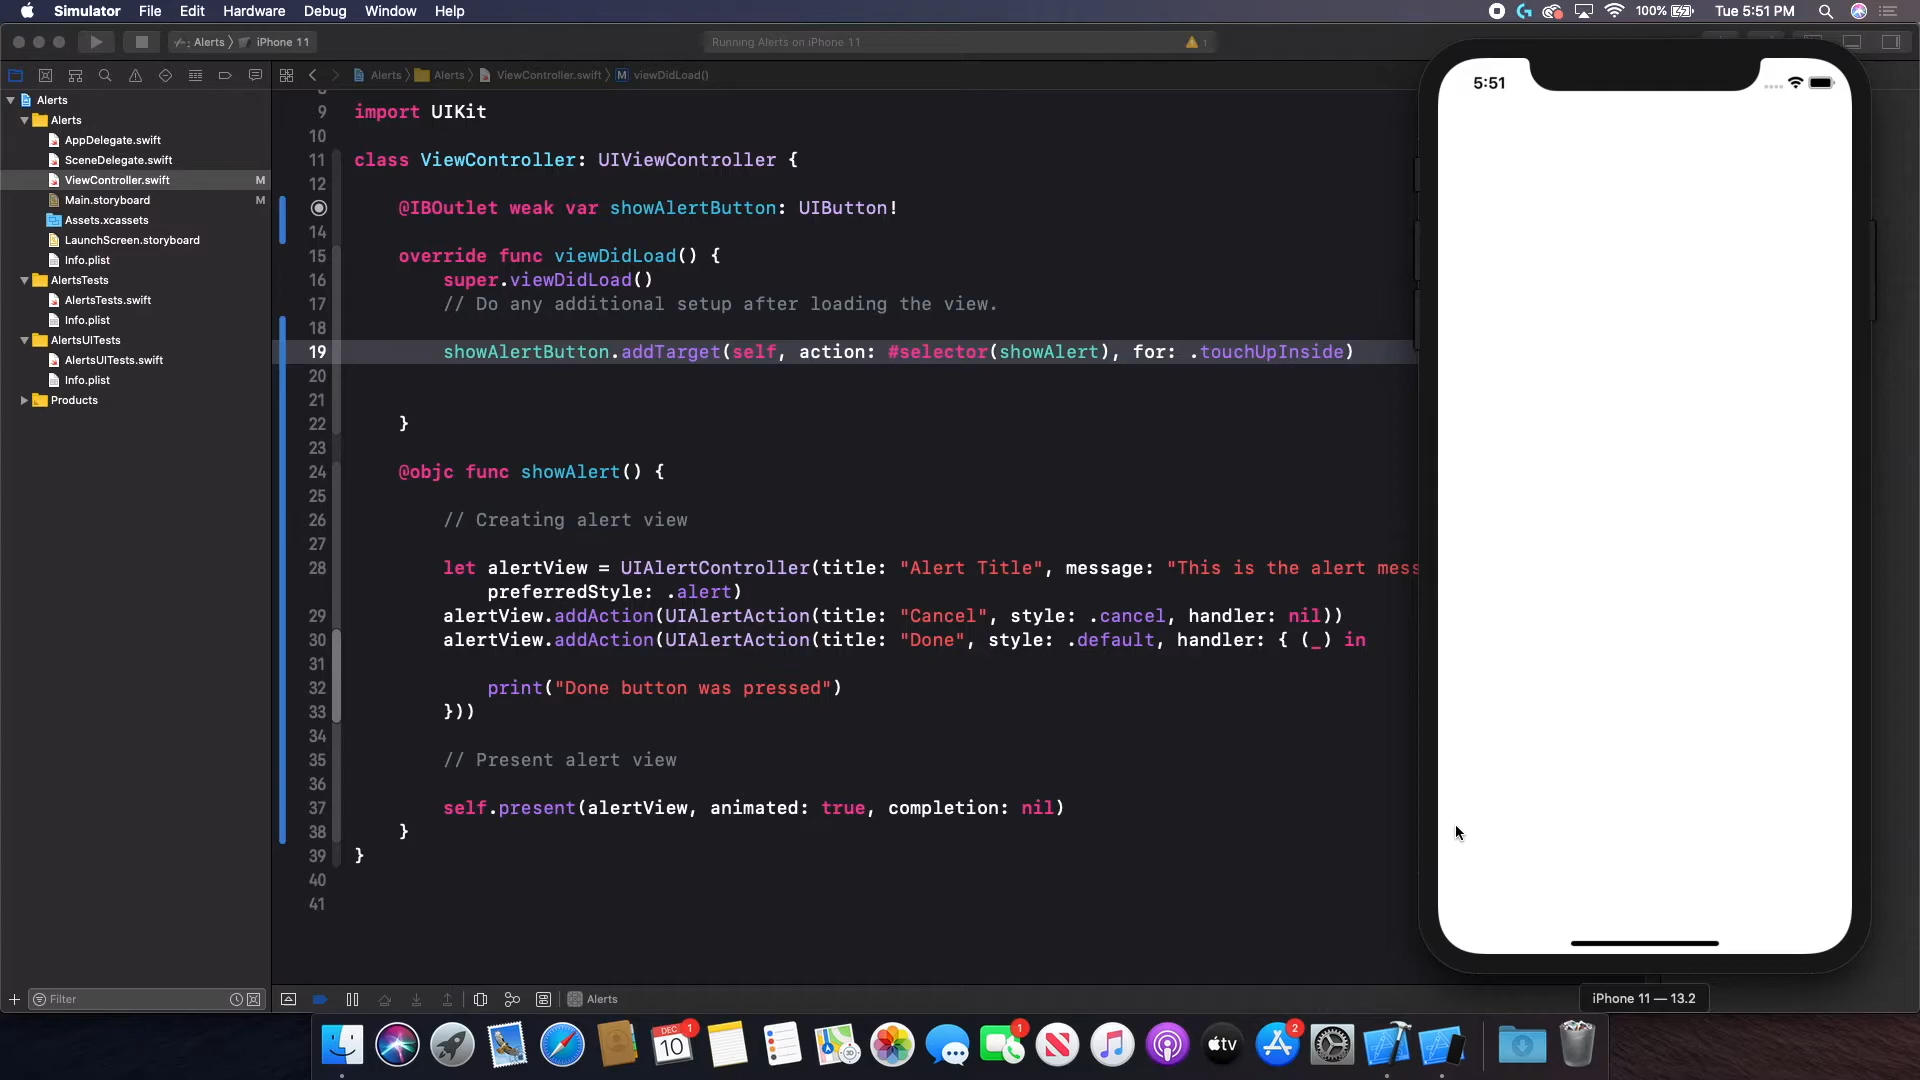 Simulator File Edit Hardware Debug Window Help
100% Tue 5:51 PM
Alerts iPhone 11
Running Alerts on iPhone 11
1
Alerts Alerts ViewController.swift M viewDidLoad()
Alerts
Alerts
AppDelegate.swift
SceneDelegate.swift
ViewController.swift M
Main.storyboard M
Assets.xcassets
LaunchScreen.storyboard
Info.plist
AlertsTests
AlertsTests.swift
Info.plist
AlertsUITests
AlertsUITests.swift
Info.plist
Products
9 import UIKit
10
11 class ViewController: UIViewController {
12
@IBOutlet weak var showAlertButton: UIButton!
14
15 override func viewDidLoad() {
16 super.viewDidLoad()
17 // Do any additional setup after loading the view.
18
19 showAlertButton.addTarget(self, action: #selector(showAlert), for: .touchUpInside)
20
21
22 }
23
24 @objc func showAlert() {
25
26 // Creating alert view
27
28 let alertView = UIAlertController(title: "Alert Title", message: "This is the alert mess
preferredStyle: .alert)
29 alertView.addAction(UIAlertAction(title: "Cancel", style: .cancel, handler: nil))
30 alertView.addAction(UIAlertAction(title: "Done", style: .default, handler: { (_) in
31
32 print("Done button was pressed")
33 }))
34
35 // Present alert view
36
37 self.present(alertView, animated: true, completion: nil)
38 }
39 }
40
41
5:51
Filter
Alerts
iPhone 11 — 13.2
DEC 10 1
1
tv
2
3D